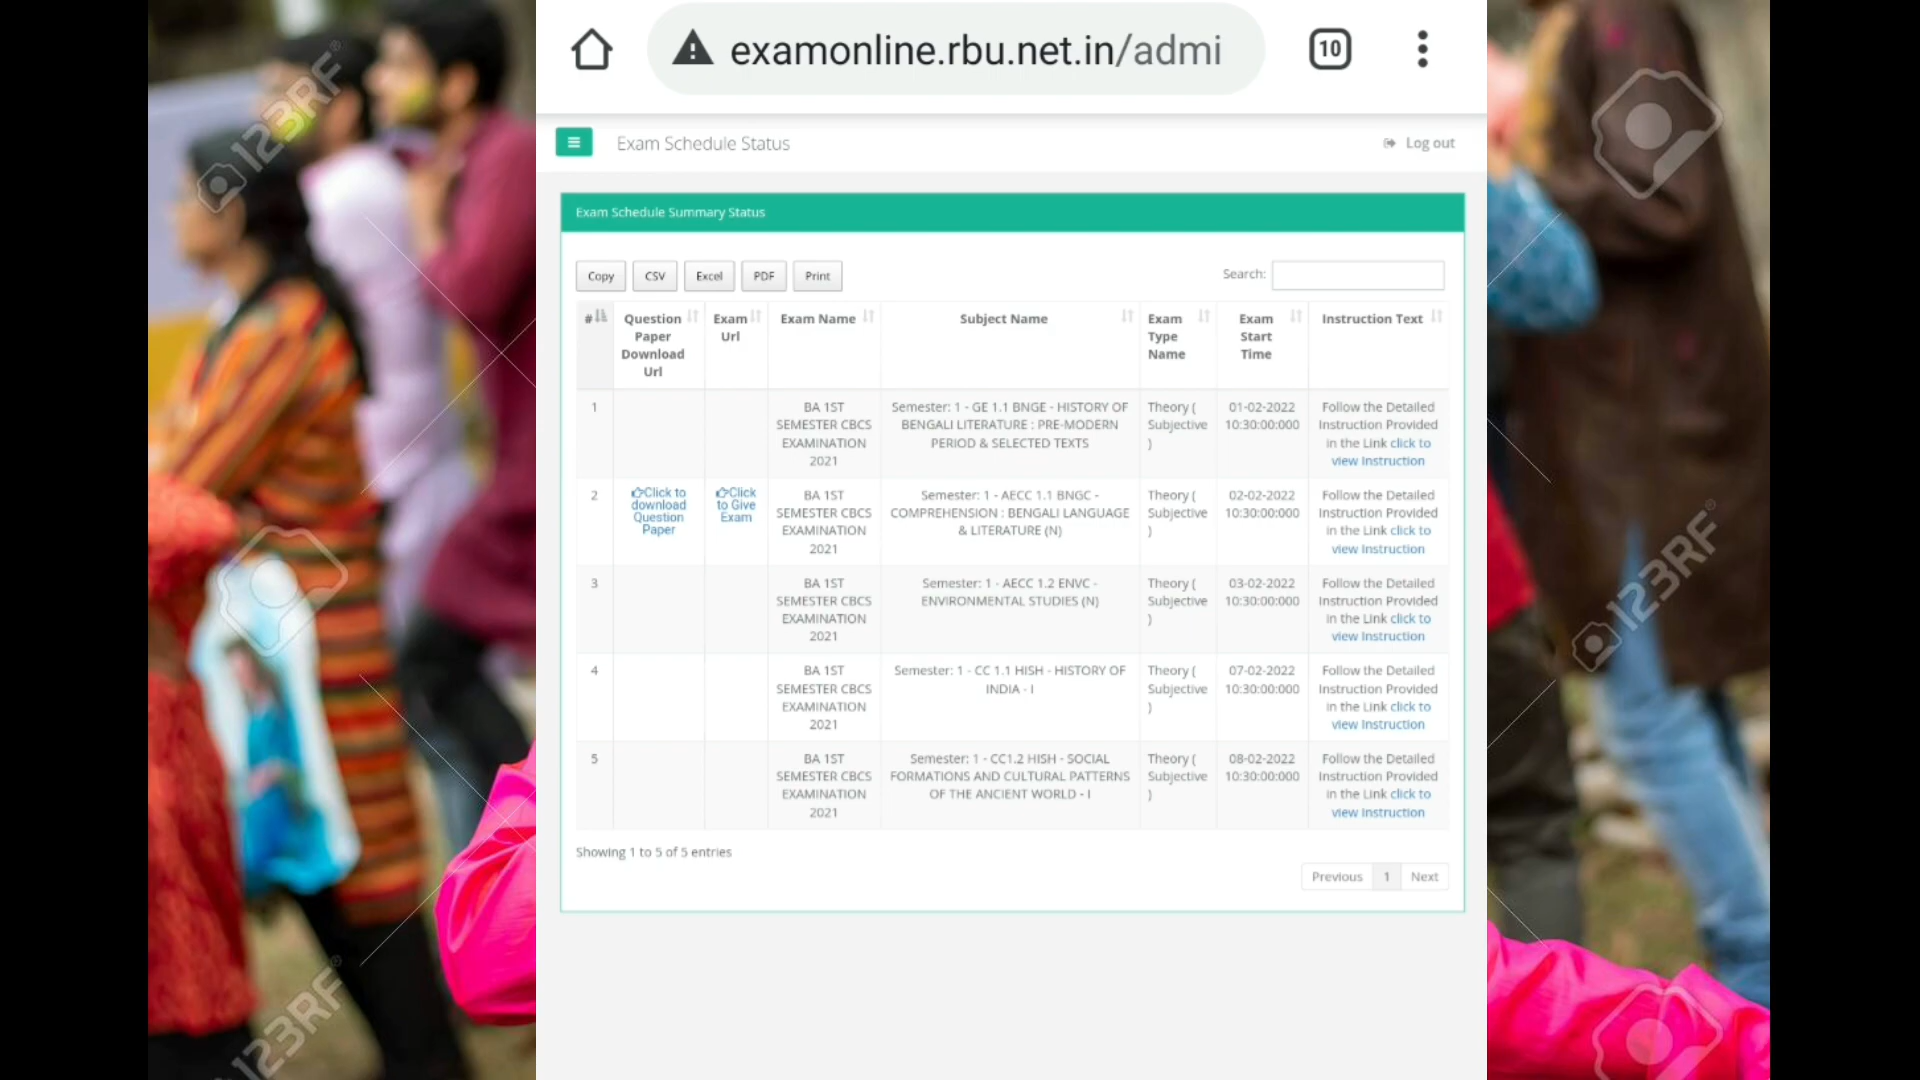 examonline.rbu.net.in/admi
10
Exam Schedule Status
Log out
Exam Schedule Summary Status
Copy CSV Excel PDF Print
Search:
# Question Paper Download Url Exam Url Exam Name Subject Name Exam Type Name Exam Start Time Instruction Text
1
BA 1ST
SEMESTER CBCS
EXAMINATION
2021
Semester: 1 - GE 1.1 BNGE - HISTORY OF
BENGALI LITERATURE : PRE-MODERN
PERIOD & SELECTED TEXTS
Theory (
Subjective
)
01-02-2022
10:30:00:000
Follow the Detailed
Instruction Provided
in the Link click to
view Instruction
2
Click to
download
Question
Paper
Click
to Give
Exam
BA 1ST
SEMESTER CBCS
EXAMINATION
2021
Semester: 1 - AECC 1.1 BNGC -
COMPREHENSION : BENGALI LANGUAGE
& LITERATURE (N)
Theory (
Subjective
)
02-02-2022
10:30:00:000
Follow the Detailed
Instruction Provided
in the Link click to
view Instruction
3
BA 1ST
SEMESTER CBCS
EXAMINATION
2021
Semester: 1 - AECC 1.2 ENVC -
ENVIRONMENTAL STUDIES (N)
Theory (
Subjective
)
03-02-2022
10:30:00:000
Follow the Detailed
Instruction Provided
in the Link click to
view Instruction
4
BA 1ST
SEMESTER CBCS
EXAMINATION
2021
Semester: 1 - CC 1.1 HISH - HISTORY OF
INDIA - I
Theory (
Subjective
)
07-02-2022
10:30:00:000
Follow the Detailed
Instruction Provided
in the Link click to
view Instruction
5
BA 1ST
SEMESTER CBCS
EXAMINATION
2021
Semester: 1 - CC1.2 HISH - SOCIAL
FORMATIONS AND CULTURAL PATTERNS
OF THE ANCIENT WORLD - I
Theory (
Subjective
)
08-02-2022
10:30:00:000
Follow the Detailed
Instruction Provided
in the Link click to
view Instruction
Showing 1 to 5 of 5 entries
Previous 1 Next
123RF®
123RF®
123RF®